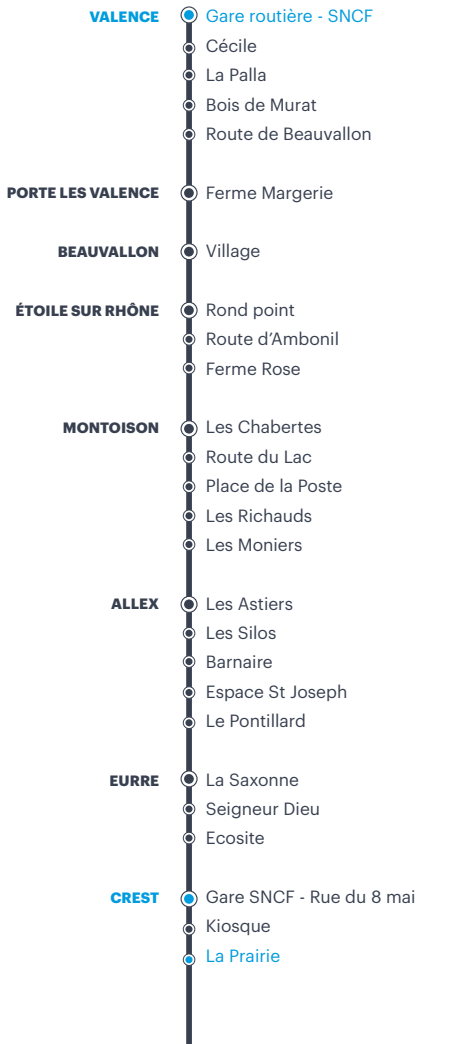 VALENCE Gare routière - SNCF
Cécile
La Palla
Bois de Murat
Route de Beauvallon
PORTE LES VALENCE Ferme Margerie
BEAUVALLON Village
ÉTOILE SUR RHÔNE Rond point
Route d’Ambonil
Ferme Rose
MONTOISON Les Chabertes
Route du Lac
Place de la Poste
Les Richauds
Les Moniers
ALLEX Les Astiers
Les Silos
Barnaire
Espace St Joseph
Le Pontillard
EURRE La Saxonne
Seigneur Dieu
Ecosite
CREST Gare SNCF - Rue du 8 mai
Kiosque
La Prairie